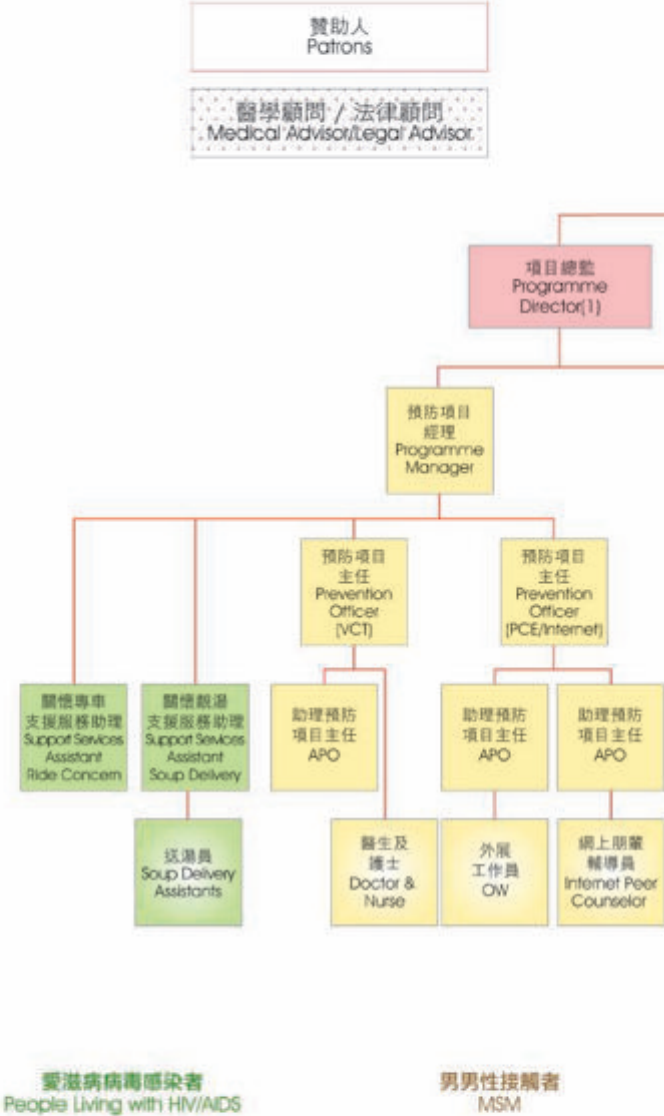 贊助人
Patrons
醫學顧問 / 法律顧問
Medical Advisor/Legal Advisor
項目總監
Programme
Director(1)
預防項目
經理
Programme
Manager
預防項目
主任
Prevention
Officer
(VCT)
預防項目
主任
Prevention
Officer
(PCE/Internet)
關懷專車
支援服務助理
Support Services
Assistant
Ride Concern
關懷靚湯
支援服務助理
Support Services
Assistant
Soup Delivery
助理預防
項目主任
APO
助理預防
項目主任
APO
助理預防
項目主任
APO
送湯員
Soup Delivery
Assistants
醫生及
護士
Doctor &
Nurse
外展
工作員
OW
網上朋輩
輔導員
Internet Peer
Counselor
愛滋病病毒感染者
People Living with HIV/AIDS
男男性接觸者
MSM